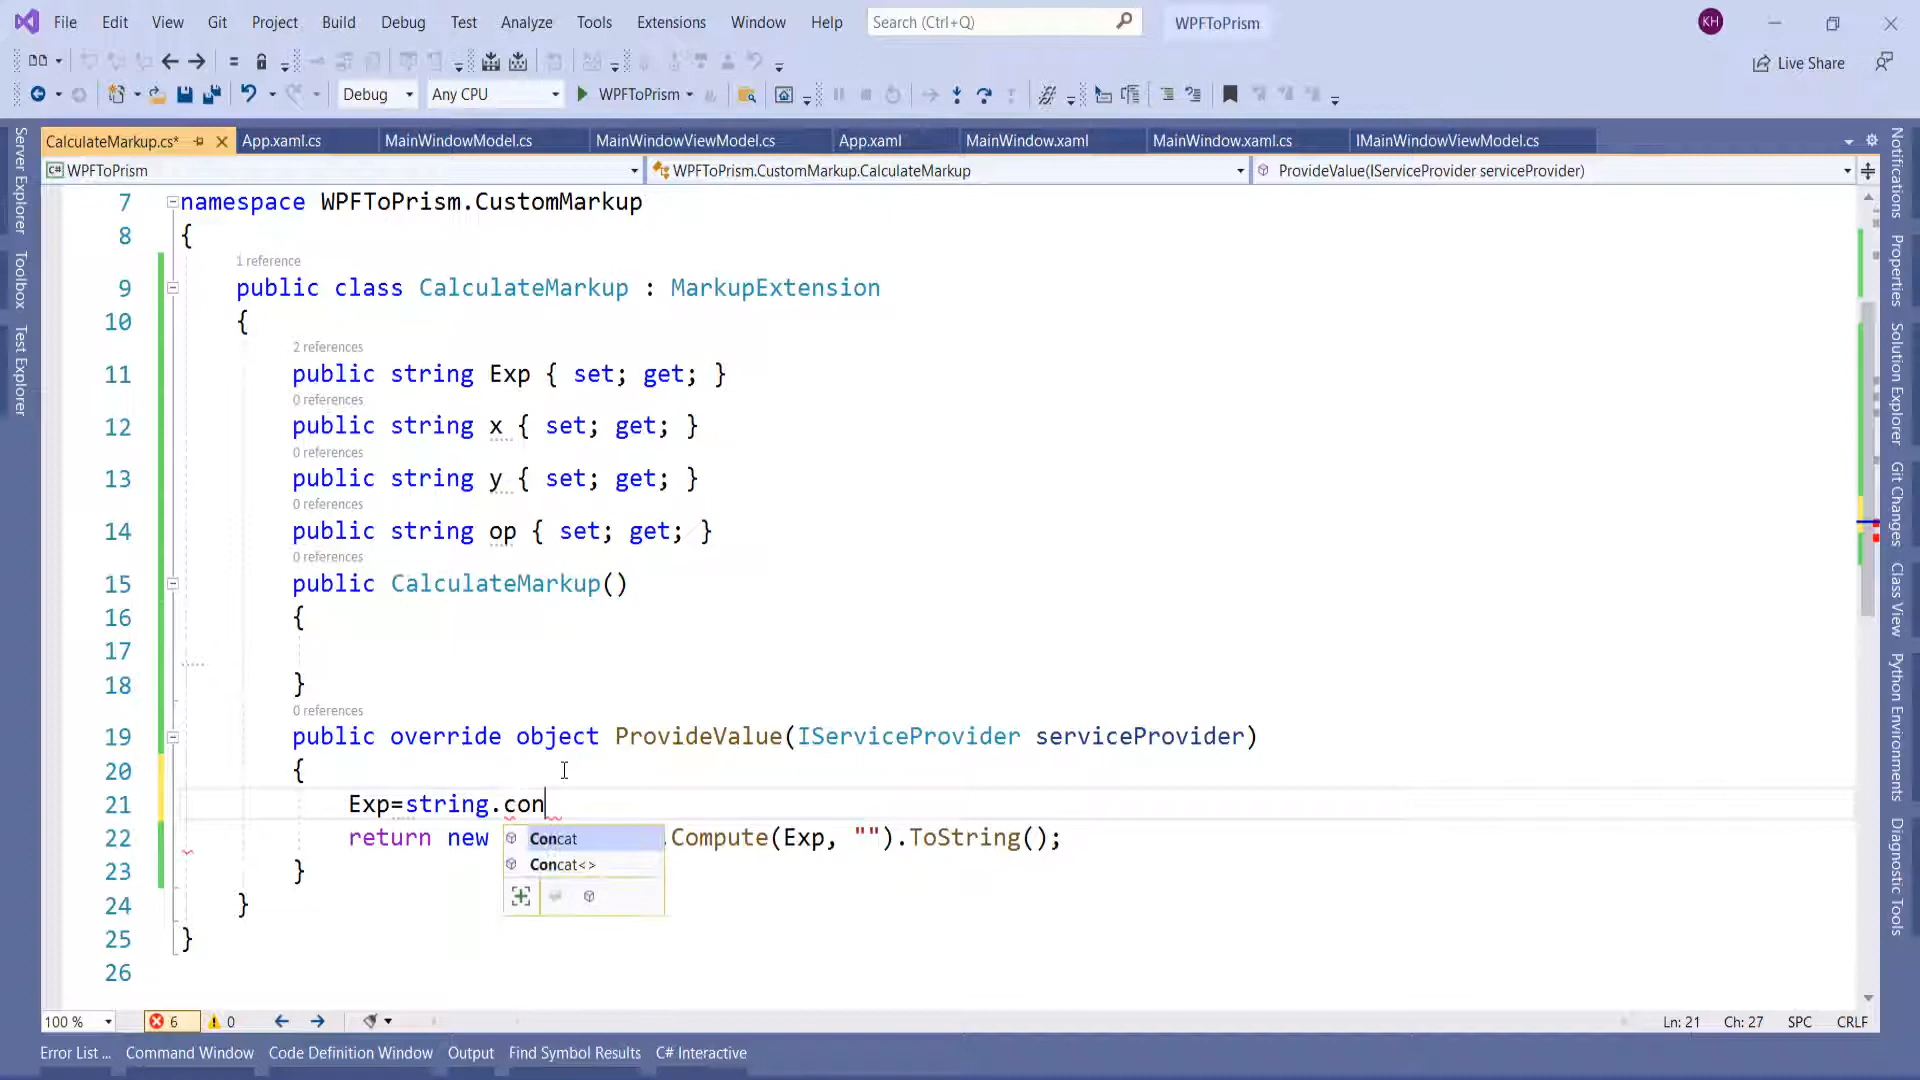 File Edit View Git Project Build Debug Test Analyze Tools Extensions Window Help Search (Ctrl+Q) WPFToPrism KH
Live Share
Debug Any CPU WPFToPrism
CalculateMarkup.cs* App.xaml.cs MainWindowModel.cs MainWindowViewModel.cs App.xaml MainWindow.xaml MainWindow.xaml.cs IMainWindowViewModel.cs
C# WPFToPrism WPFToPrism.CustomMarkup.CalculateMarkup ProvideValue(IServiceProvider serviceProvider)
Server Explorer
Toolbox
Test Explorer
7 namespace WPFToPrism.CustomMarkup
8 {
1 reference
9 public class CalculateMarkup : MarkupExtension
10 {
2 references
11 public string Exp { set; get; }
0 references
12 public string x { set; get; }
0 references
13 public string y { set; get; }
0 references
14 public string op { set; get; }
0 references
15 public CalculateMarkup()
16 {
17
18 }
0 references
19 public override object ProvideValue(IServiceProvider serviceProvider)
20 {
21 Exp=string.con
22 return new .Compute(Exp, "").ToString();
Concat
Concat<>
23 }
24 }
25 }
26
Notifications
Properties
Solution Explorer
Git Changes
Class View
Python Environments
Diagnostic Tools
100 % 6 0 Ln: 21 Ch: 27 SPC CRLF
Error List ... Command Window Code Definition Window Output Find Symbol Results C# Interactive